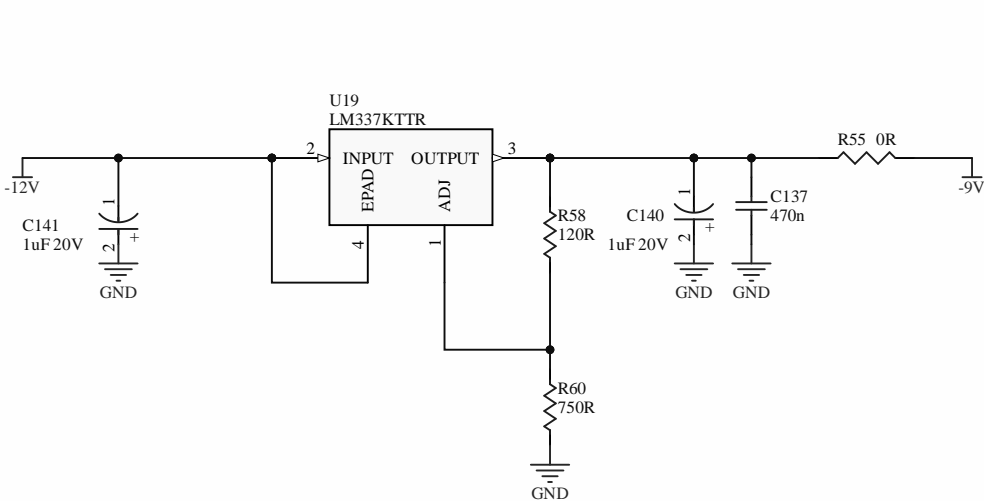 U19
LM337KTTR
2
INPUT
OUTPUT
3
EPAD
ADJ
4
1
-12V
C141
1uF 20V
1
2
+
GND
R58
120R
C140
1uF 20V
1
2
+
GND
C137
470n
GND
R55 0R
-9V
R60
750R
GND